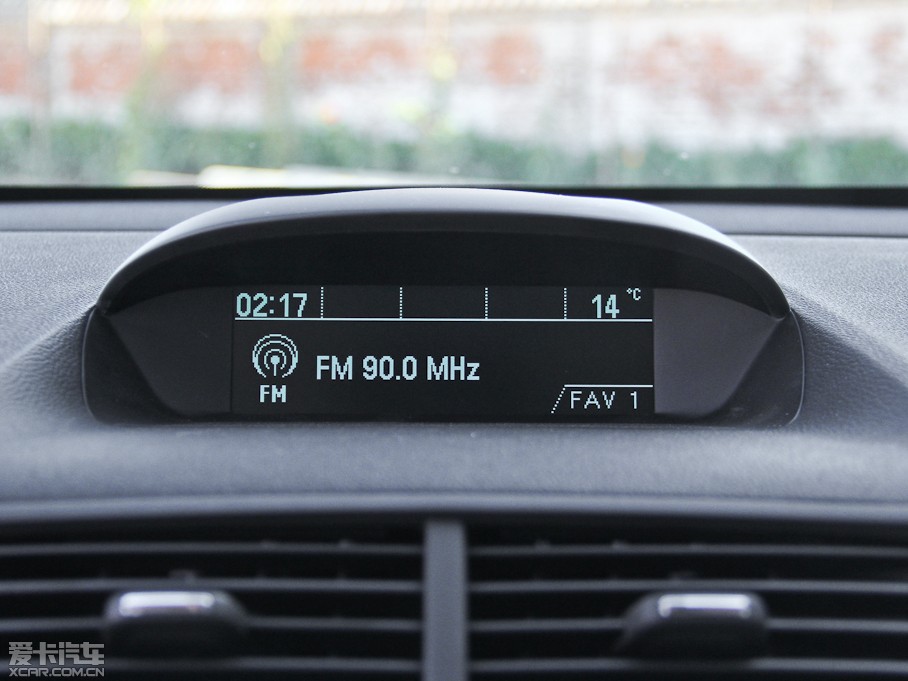 02:17 14 °C
FM 90.0 MHz
FM
FAV 1
爱卡汽车
XCAR.COM.CN